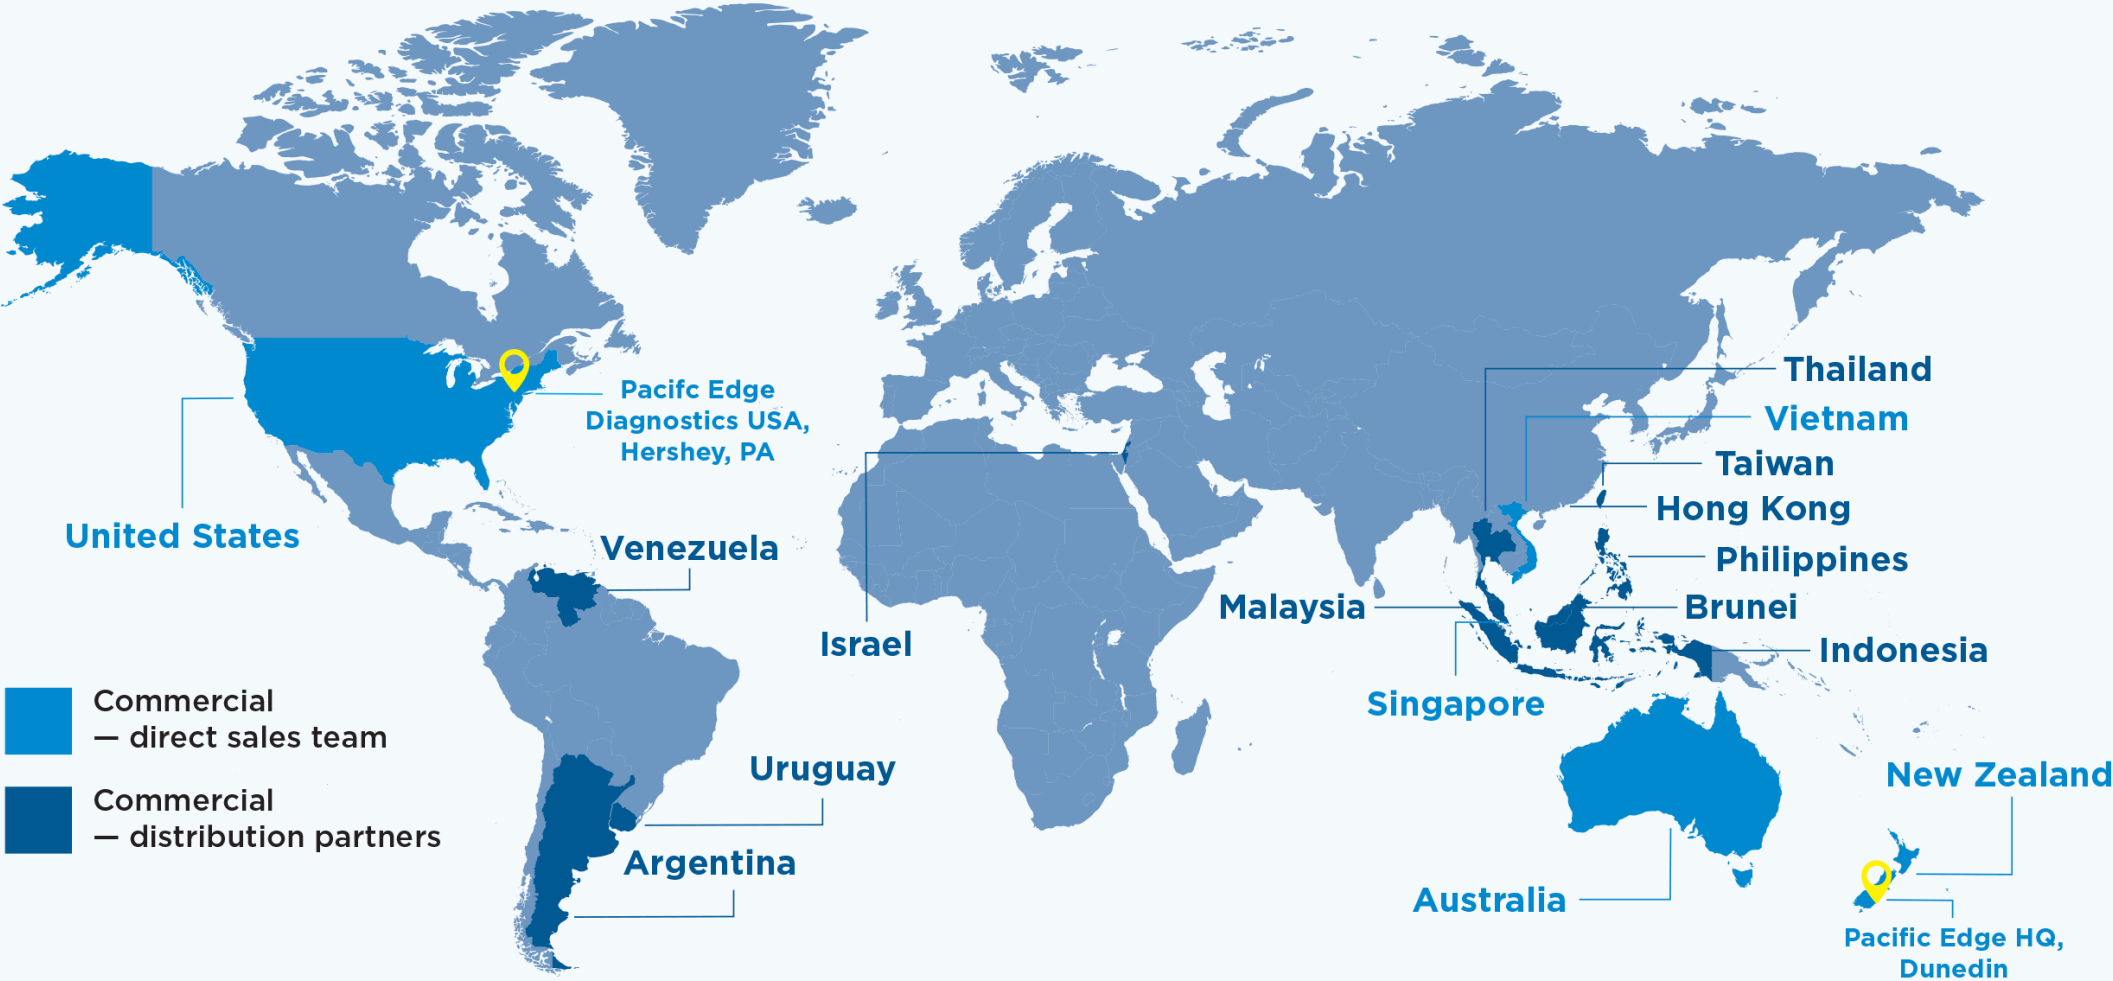 Thailand
Pacifc Edge
Diagnostics USA,
Hershey, PA
Vietnam
Taiwan
Hong Kong
United States
Venezuela
Philippines
Malaysia
Brunei
Israel
Indonesia
Singapore
Commercial
— direct sales team
Commercial
— distribution partners
Uruguay
New Zealand
Argentina
Australia
Pacific Edge HQ,
Dunedin